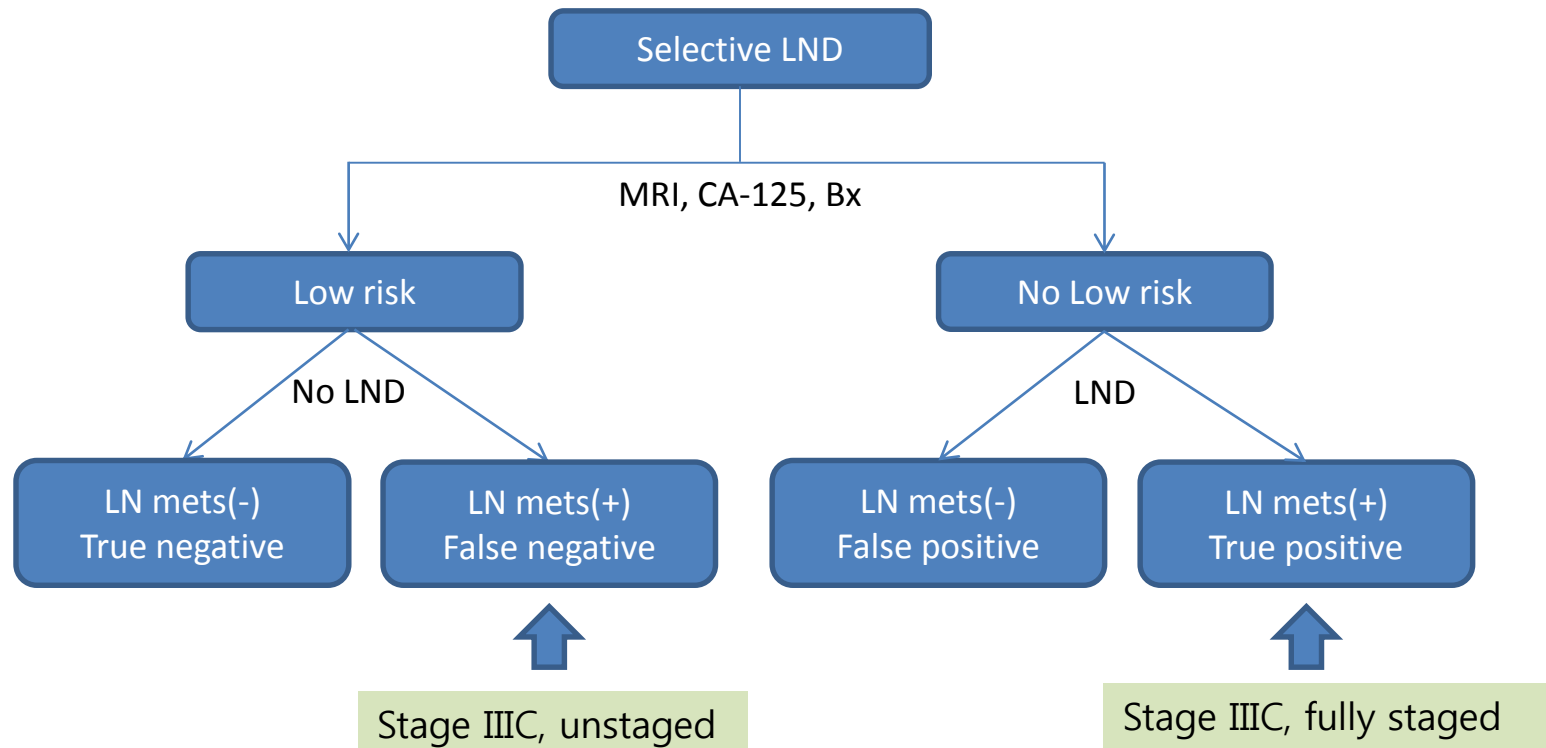 Selective LND
MRI, CA-125, Bx
Low risk
No Low risk
No LND
LND
LN mets(-)
True negative
LN mets(+)
False negative
LN mets(-)
False positive
LN mets(+)
True positive
Stage IIIC, unstaged
Stage IIIC, fully staged